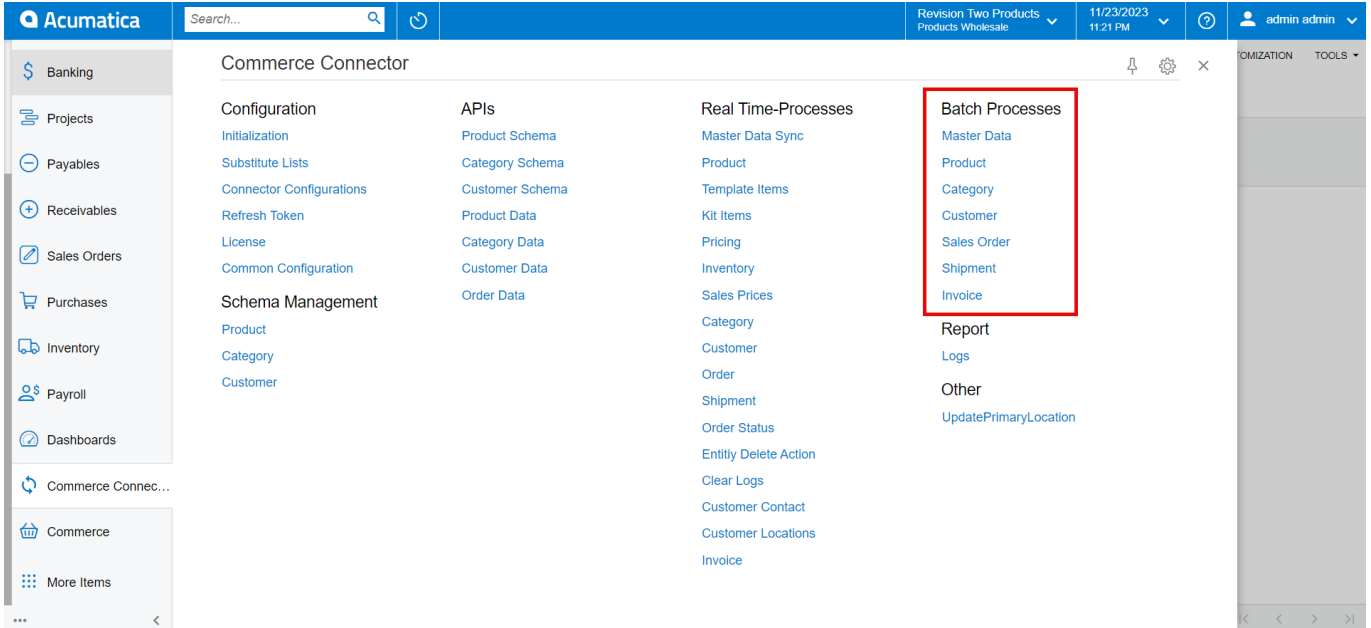 Acumatica
Search...
Revision Two Products
Products Wholesale
11/23/2023
11:21 PM
admin admin
TOMIZATION
TOOLS
Banking
Projects
Payables
Receivables
Sales Orders
Purchases
Inventory
Payroll
Dashboards
Commerce Connec...
Commerce
More Items
Commerce Connector
Configuration
Initialization
Substitute Lists
Connector Configurations
Refresh Token
License
Common Configuration
Schema Management
Product
Category
Customer
APIs
Product Schema
Category Schema
Customer Schema
Product Data
Category Data
Customer Data
Order Data
Real Time-Processes
Master Data Sync
Product
Template Items
Kit Items
Pricing
Inventory
Sales Prices
Category
Customer
Order
Shipment
Order Status
Entitiy Delete Action
Clear Logs
Customer Contact
Customer Locations
Invoice
Batch Processes
Master Data
Product
Category
Customer
Sales Order
Shipment
Invoice
Report
Logs
Other
UpdatePrimaryLocation